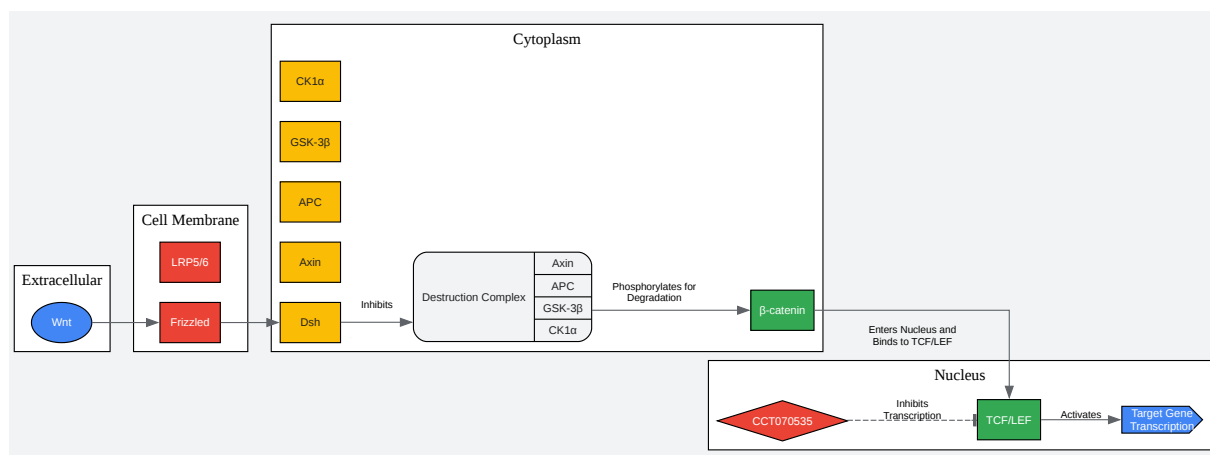 Cytoplasm
CK1α
GSK-3β
APC
Cell Membrane
LRP5/6
Axin
Extracellular
Wnt
Frizzled
Dsh
Inhibits
Destruction Complex
Axin
APC
GSK-3β
CK1α
Phosphorylates for
Degradation
β-catenin
Enters Nucleus and
Binds to TCF/LEF
Nucleus
CCT070535
Inhibits
Transcription
TCF/LEF
Activates
Target Gene
Transcription